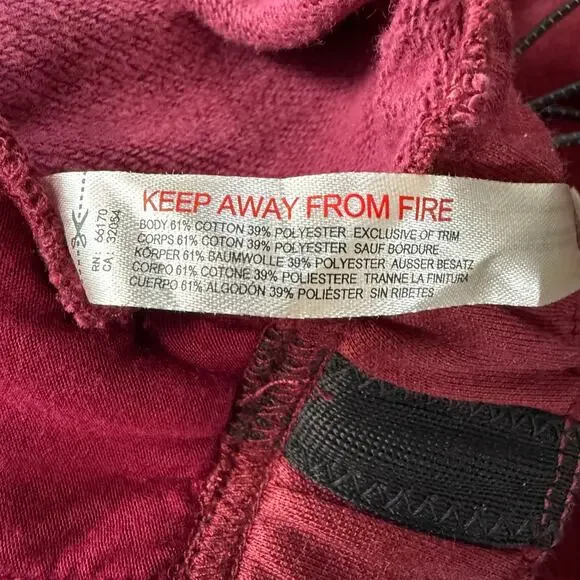 KEEP AWAY FROM FIRE
BODY 61% COTTON 39% POLYESTER EXCLUSIVE OF TRIM
CORPS 61% COTON 39% POLYESTER SAUF BORDURE
KÖRPER 61% BAUMWOLLE 39% POLYESTER AUSSER BESATZ
CORPO 61% COTONE 39% POLIESTERE TRANNE LA FINITURA
CUERPO 61% ALGODÓN 39% POLIÉSTER SIN RIBETES
RN: 66170
CA: 32054